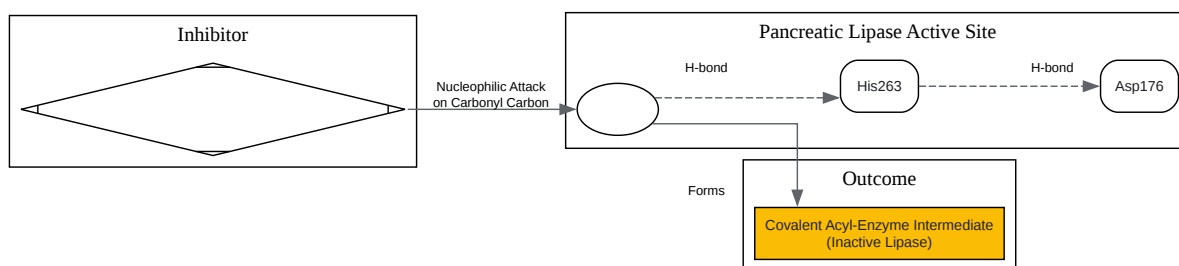 Inhibitor
Pancreatic Lipase Active Site
Nucleophilic Attack
on Carbonyl Carbon
H-bond
His263
H-bond
Asp176
Forms
Outcome
Covalent Acyl-Enzyme Intermediate
(Inactive Lipase)